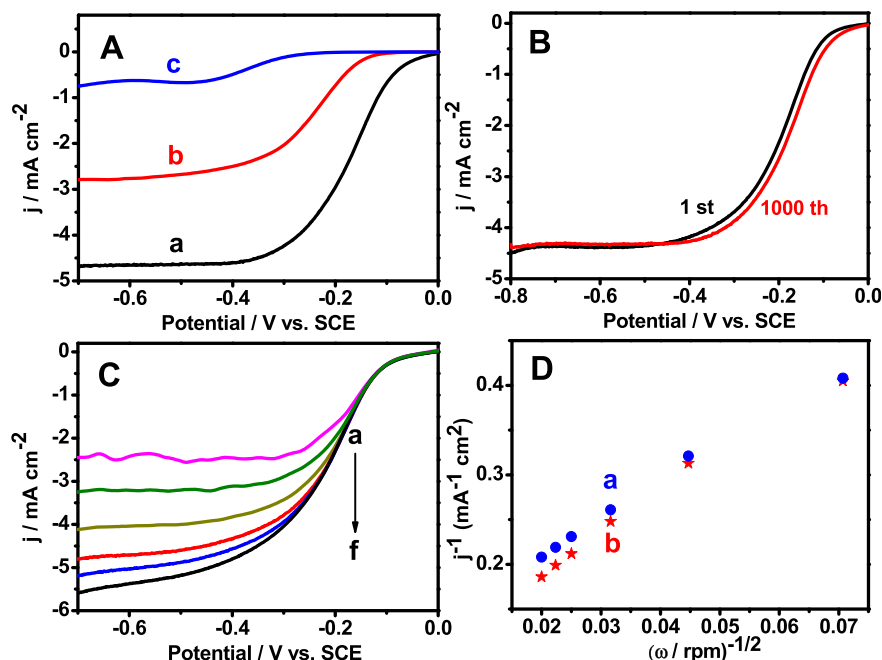 A
c
b
a
0
-1
-2
-3
-4
-5
j / mA cm-2
-0.6 -0.4 -0.2 0.0
Potential / V vs. SCE
B
1 st
1000 th
0
-1
-2
-3
-4
-5
j / mA cm-2
-0.8 -0.6 -0.4 -0.2 0.0
Potential / V vs. SCE
C
a
f
0
-1
-2
-3
-4
-5
-6
j / mA cm-2
-0.6 -0.4 -0.2 0.0
Potential / V vs. SCE
D
a
b
0.4
0.3
0.2
j-1 (mA-1 cm2)
0.02 0.03 0.04 0.05 0.06 0.07
(ω / rpm)-1/2